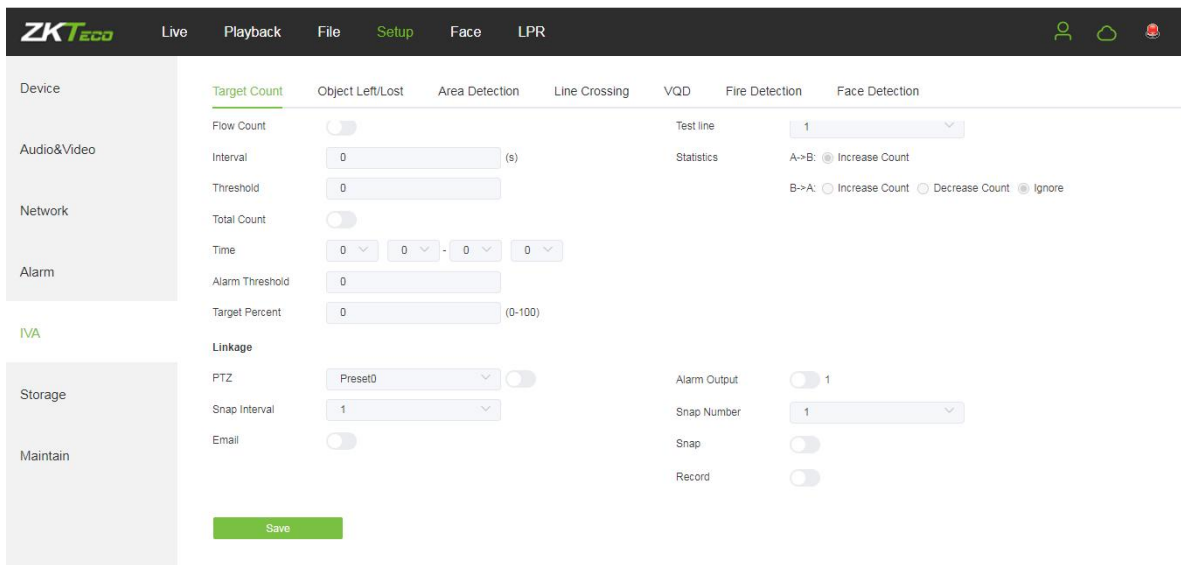 ZKTeco Live Playback File Setup Face LPR
Device
Audio&Video
Network
Alarm
IVA
Storage
Maintain
Target Count Object Left/Lost Area Detection Line Crossing VQD Fire Detection Face Detection
Flow Count
Interval 0 (s)
Threshold 0
Total Count
Time 0 0 - 0 0
Alarm Threshold 0
Target Percent 0 (0-100)
Test line 1
Statistics A->B: Increase Count
B->A: Increase Count Decrease Count Ignore
Linkage
PTZ Preset0
Snap Interval 1
Email
Alarm Output 1
Snap Number 1
Snap
Record
Save